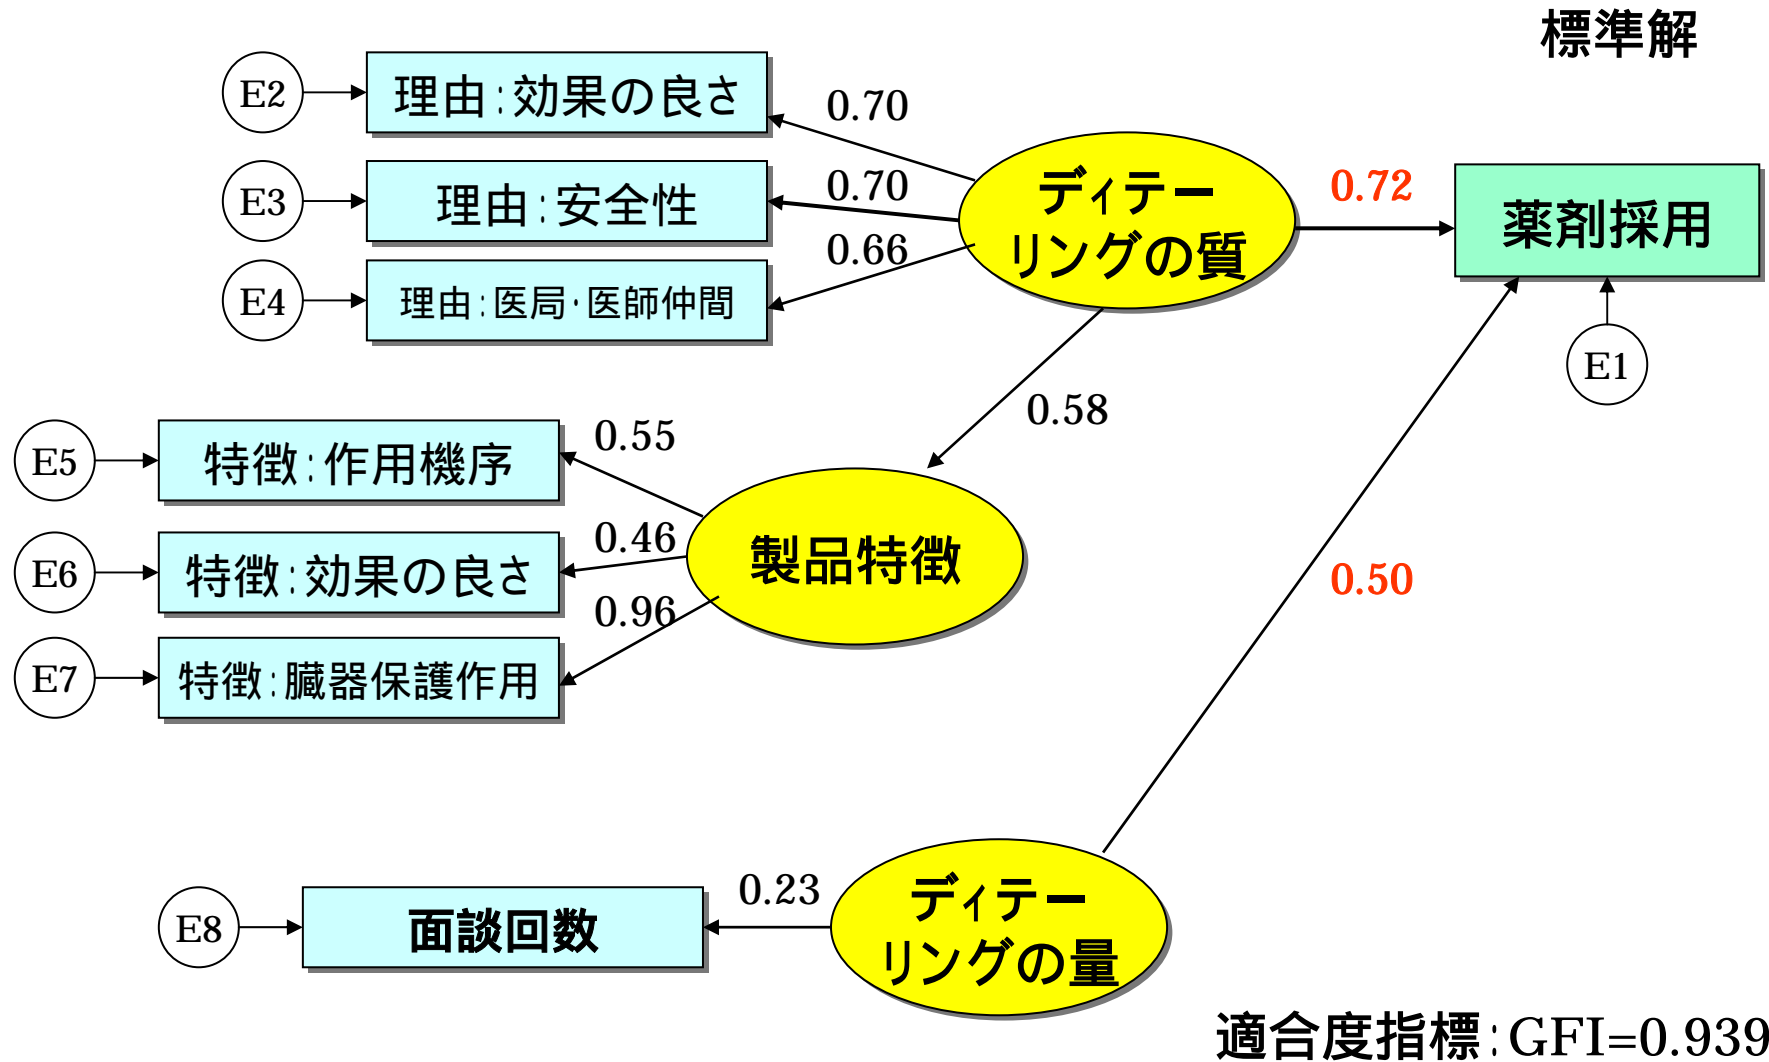 標準解
E2
理由：効果の良さ
0.70
E3
理由：安全性
0.70
E4
理由：医局・医師仲間
0.66
ディテー
リングの質
0.72
薬剤採用
E1
0.58
E5
特徴：作用機序
0.55
E6
特徴：効果の良さ
0.46
E7
特徴：臓器保護作用
0.96
製品特徴
0.50
E8
面談回数
0.23
ディテー
リングの量
適合度指標：GFI=0.939